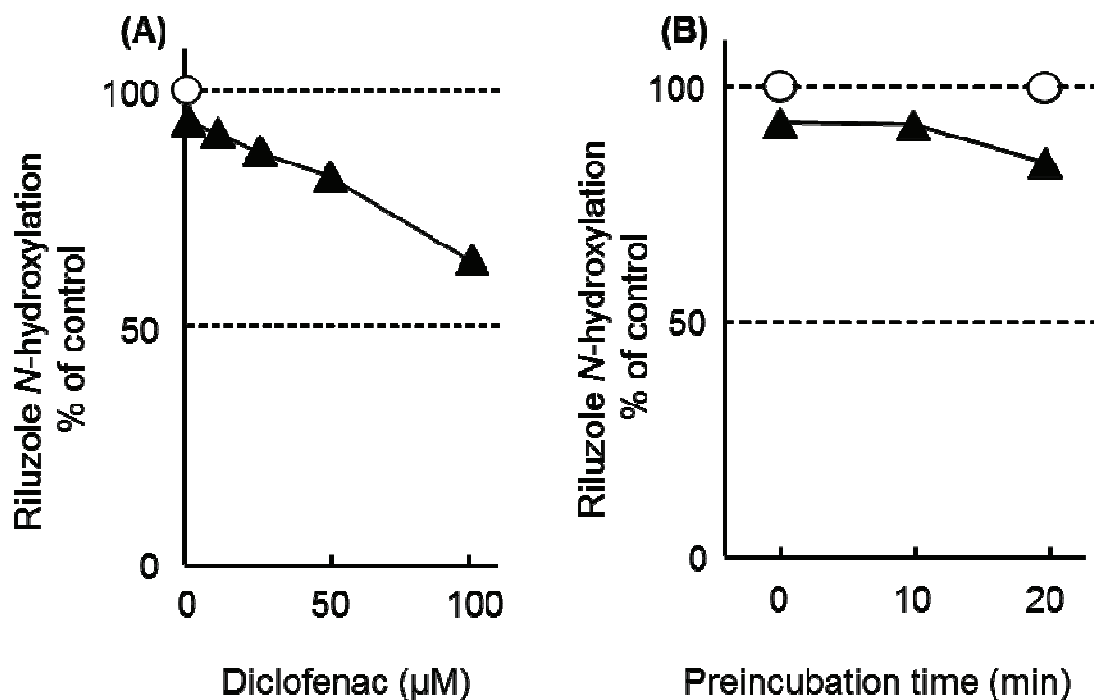 (A)
100
50
0
0 50 100
Riluzole N-hydroxylation
% of control
Diclofenac (µM)
(B)
100
50
0
0 10 20
Riluzole N-hydroxylation
% of control
Preincubation time (min)